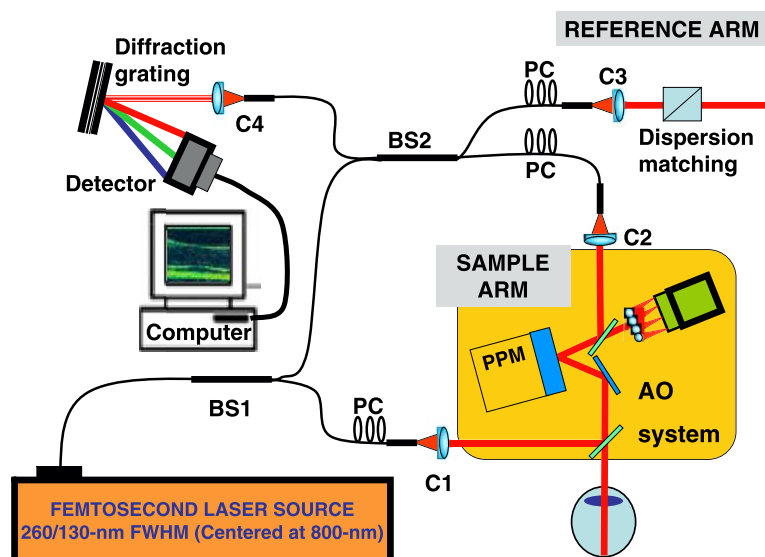 REFERENCE ARM
Diffraction
grating
PC
C3
C4
BS2
Dispersion
matching
PC
Detector
C2
SAMPLE
ARM
Computer
PPM
AO
system
BS1
PC
C1
FEMTOSECOND LASER SOURCE
260/130-nm FWHM (Centered at 800-nm)